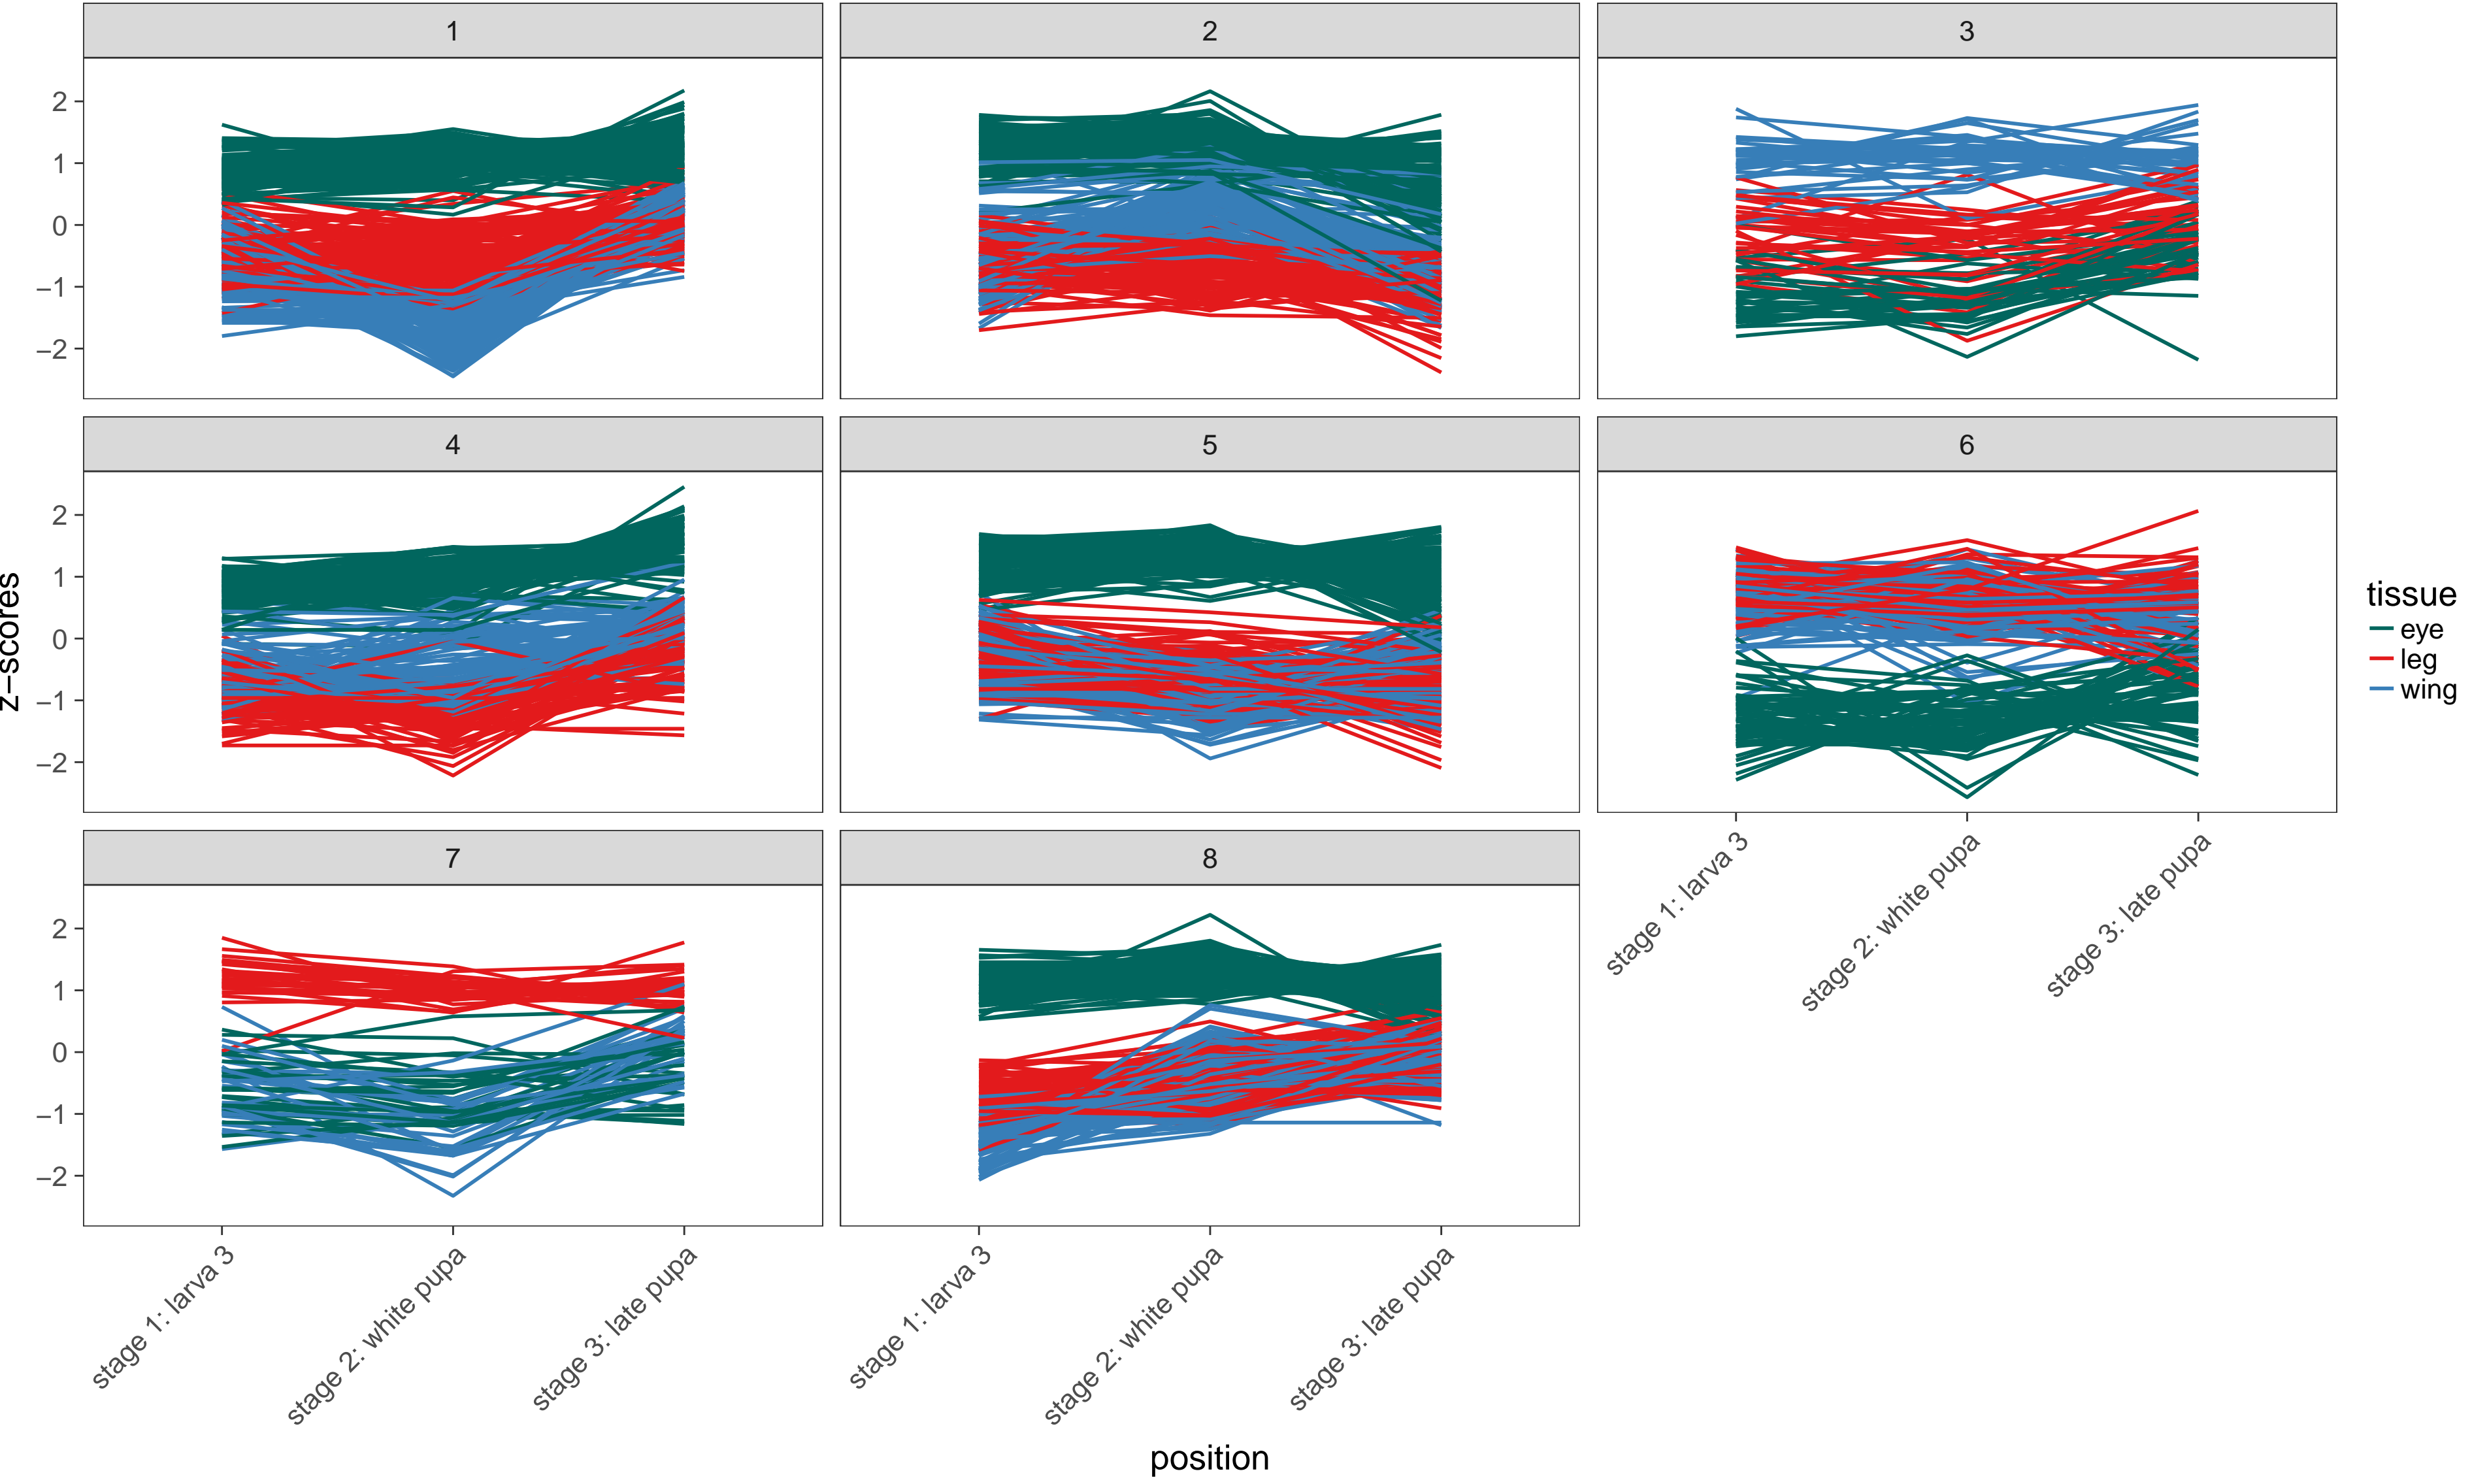 1
2
3
2
1
0
−1
−2
4
5
6
2
1
0
−1
−2
z−scores
tissue
eye
leg
wing
7
8
2
1
0
−1
−2
stage 1: larva 3
stage 2: white pupa
stage 3: late pupa
stage 1: larva 3
stage 2: white pupa
stage 3: late pupa
stage 1: larva 3
stage 2: white pupa
stage 3: late pupa
position